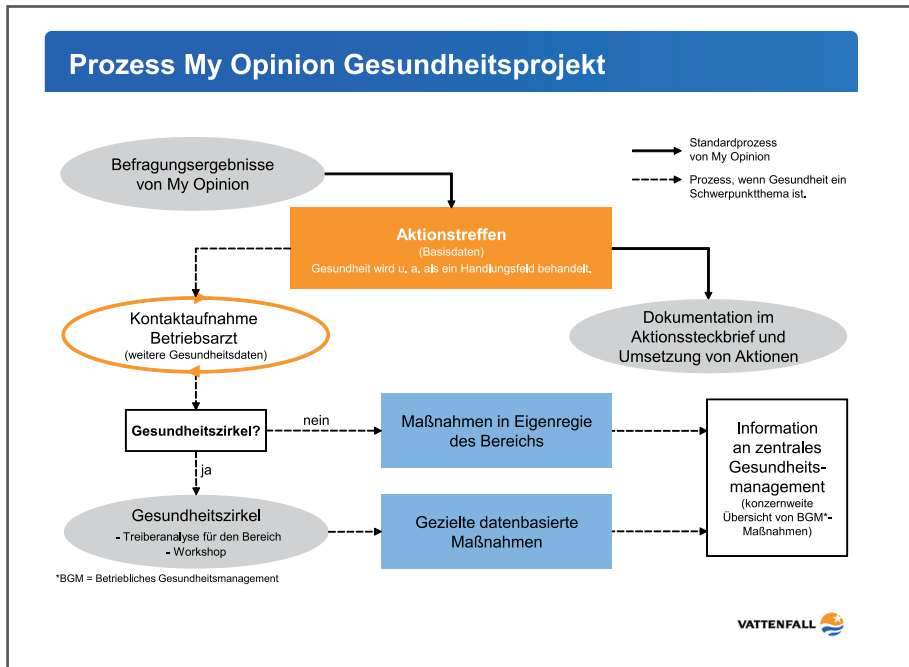 Prozess My Opinion Gesundheitsprojekt
Befragungsergebnisse
von My Opinion
Standardprozess
von My Opinion
Prozess, wenn Gesundheit ein
Schwerpunktthema ist.
Aktionstreffen
(Basisdaten)
Gesundheit wird u. a. als ein Handlungsfeld behandelt.
Kontaktaufnahme
Betriebsarzt
(weitere Gesundheitsdaten)
Dokumentation im
Aktionssteckbrief und
Umsetzung von Aktionen
Gesundheitszirkel?
nein
ja
Maßnahmen in Eigenregie
des Bereichs
Information
an zentrales
Gesundheits-
management
(konzernweite
Übersicht von BGM*-
Maßnahmen)
Gesundheitszirkel
- Treiberanalyse für den Bereich
- Workshop
Gezielte datenbasierte
Maßnahmen
*BGM = Betriebliches Gesundheitsmanagement
VATTENFALL